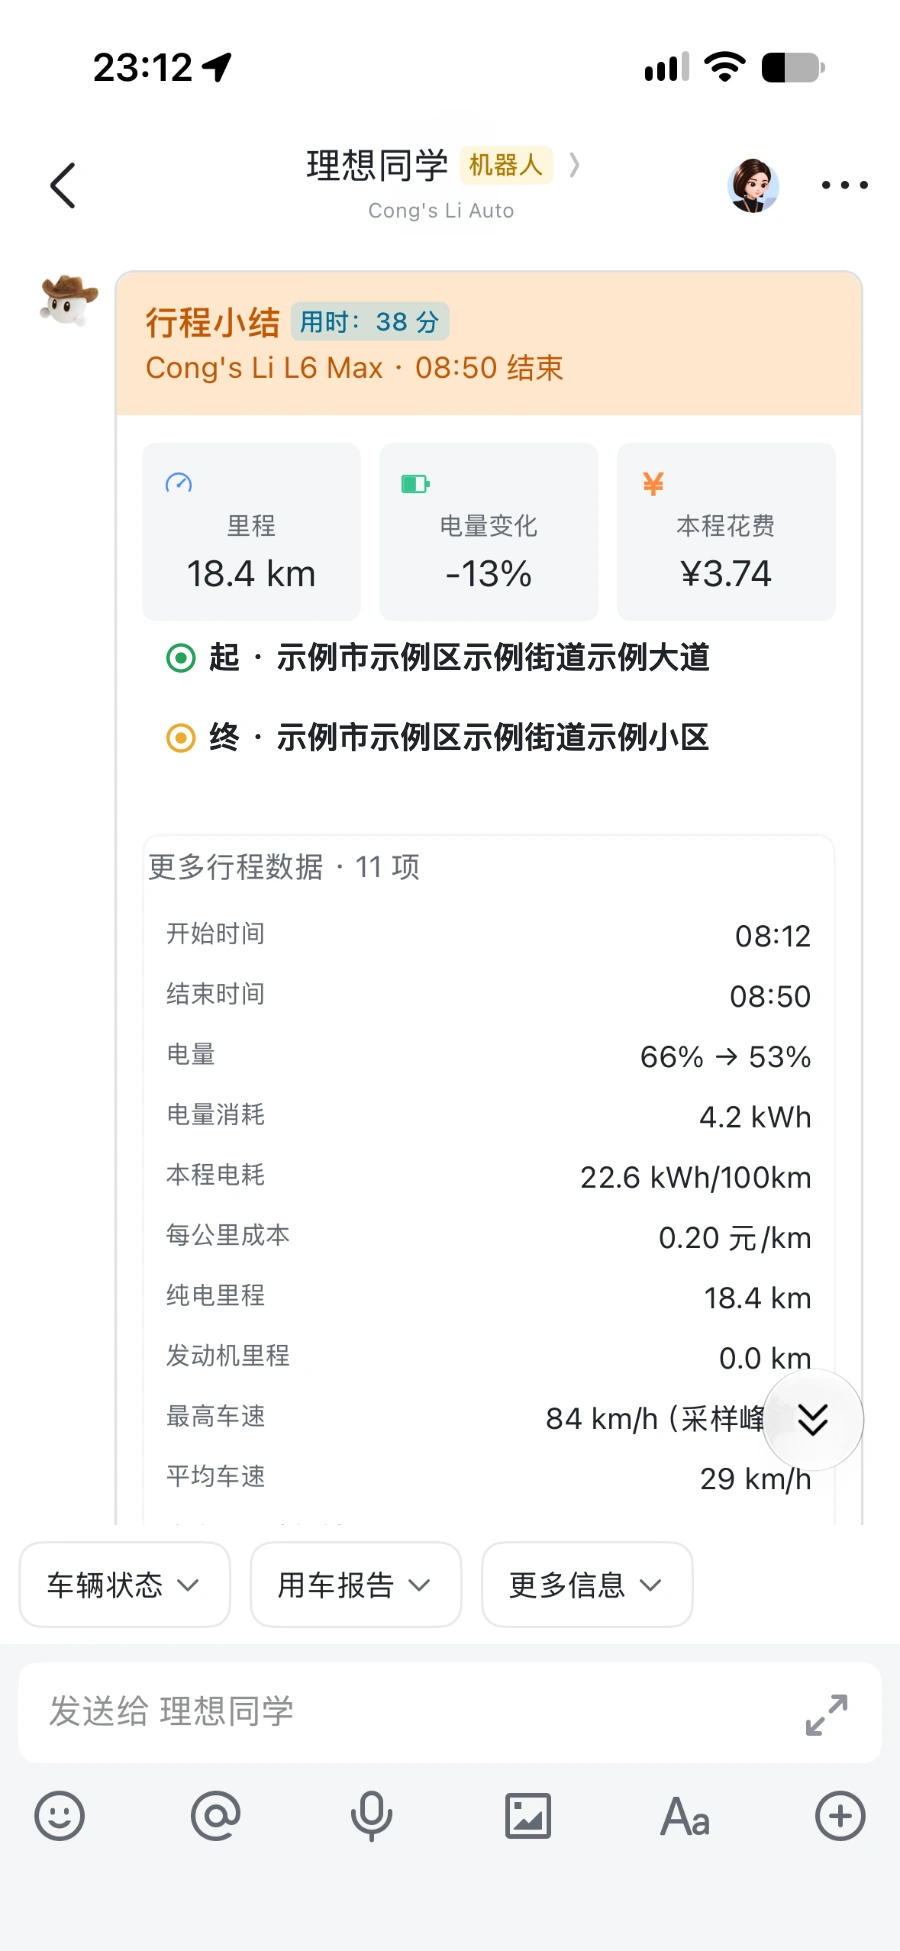 23:12
理想同学 机器人
Cong's Li Auto
行程小结 用时：38 分
Cong's Li L6 Max · 08:50 结束
里程
18.4 km
电量变化
-13%
¥
本程花费
¥3.74
起 · 示例市示例区示例街道示例大道
终 · 示例市示例区示例街道示例小区
更多行程数据 · 11 项
开始时间 08:12
结束时间 08:50
电量 66% → 53%
电量消耗 4.2 kWh
本程电耗 22.6 kWh/100km
每公里成本 0.20 元/km
纯电里程 18.4 km
发动机里程 0.0 km
最高车速 84 km/h (采样峰
平均车速 29 km/h
车辆状态 用车报告 更多信息
发送给 理想同学
Aa